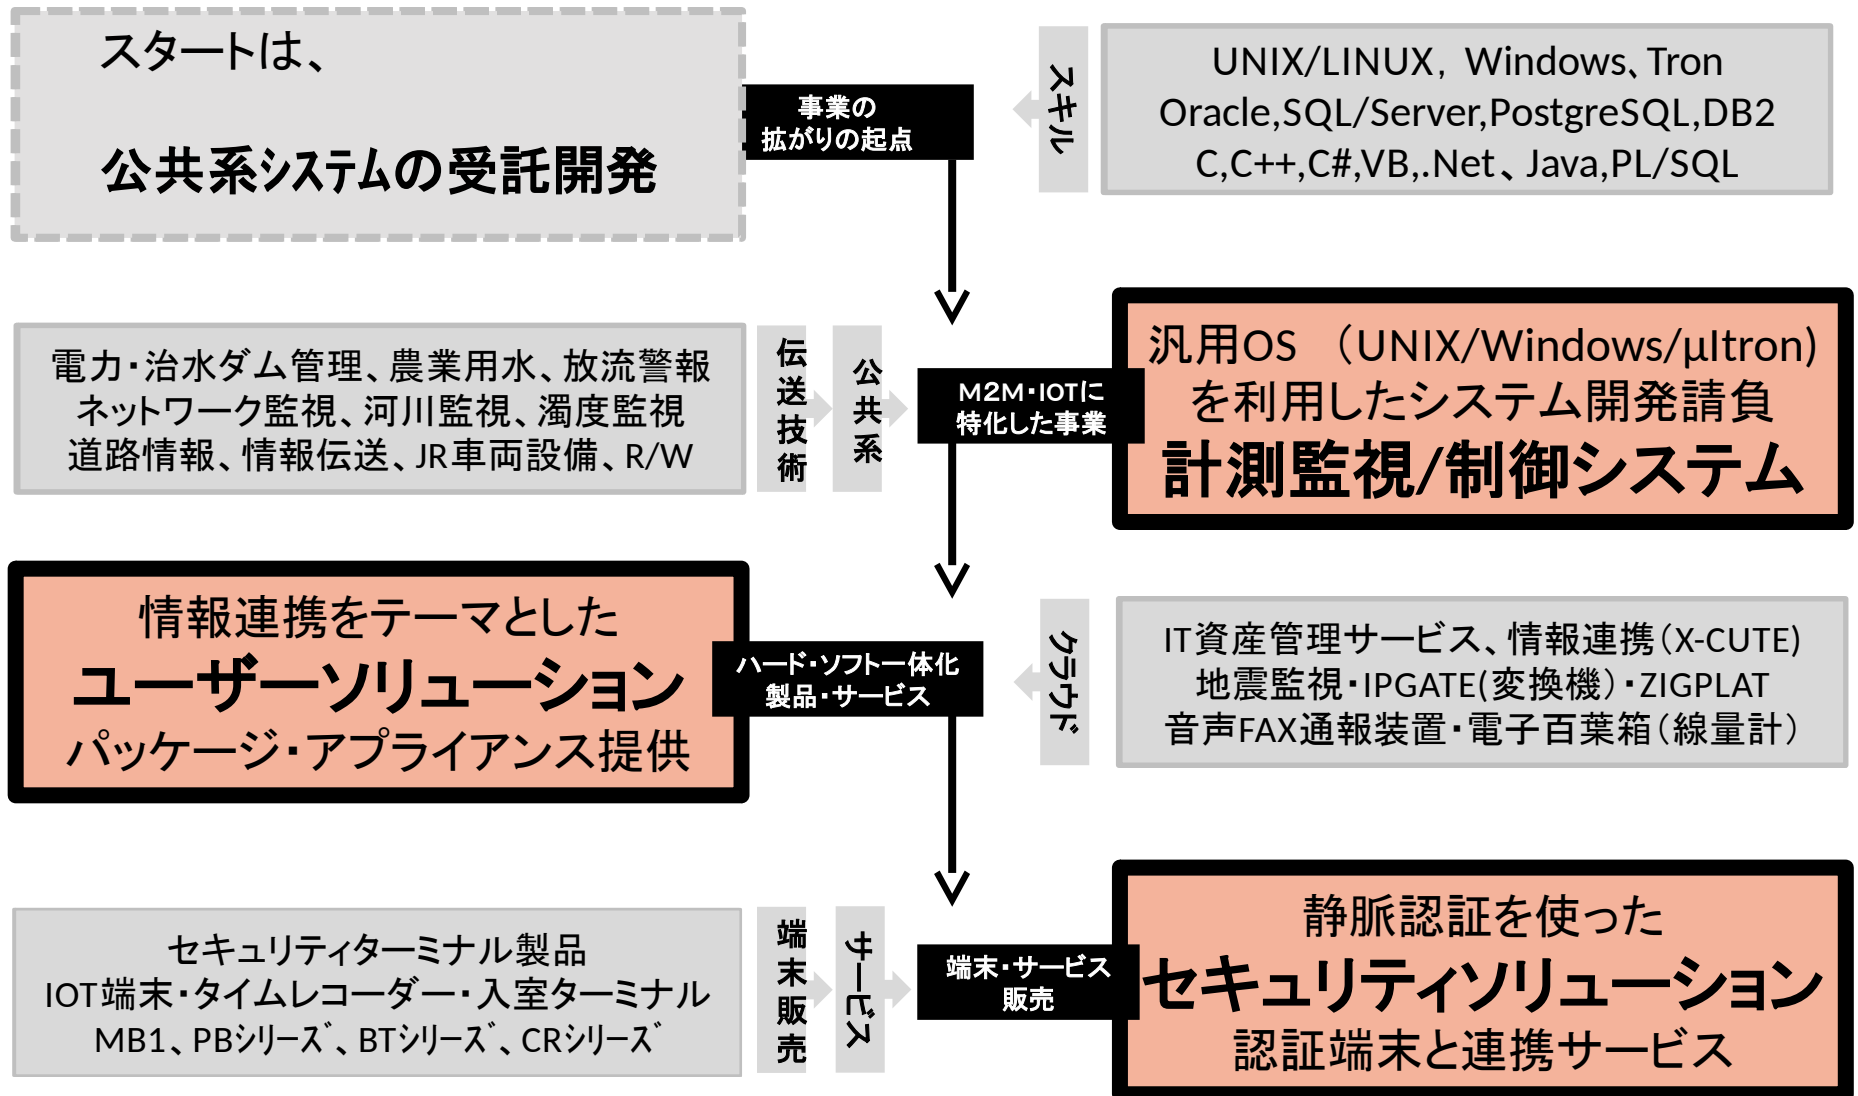 スタートは、
公共系システムの受託開発
事業の
拡がりの起点
スキル
UNIX/LINUX, Windows、Tron
Oracle,SQL/Server,PostgreSQL,DB2
C,C++,C#,VB,.Net、Java,PL/SQL
電力・治水ダム管理、農業用水、放流警報
ネットワーク監視、河川監視、濁度監視
道路情報、情報伝送、JR車両設備、R/W
伝送技術
公共系
M2M・IOTに
特化した事業
汎用OS （UNIX/Windows/μItron)
を利用したシステム開発請負
計測監視/制御システム
情報連携をテーマとした
ユーザーソリューション
パッケージ・アプライアンス提供
ハード・ソフト一体化
製品・サービス
クラウド
IT資産管理サービス、情報連携（X-CUTE)
地震監視・IPGATE(変換機）・ZIGPLAT
音声FAX通報装置・電子百葉箱（線量計）
セキュリティターミナル製品
IOT端末・タイムレコーダー・入室ターミナル
MB1、PBｼﾘｰｽﾞ、BTｼﾘｰｽﾞ、CRｼﾘｰｽﾞ
端末販売
サービス
端末・サービス
販売
静脈認証を使った
セキュリティソリューション
認証端末と連携サービス